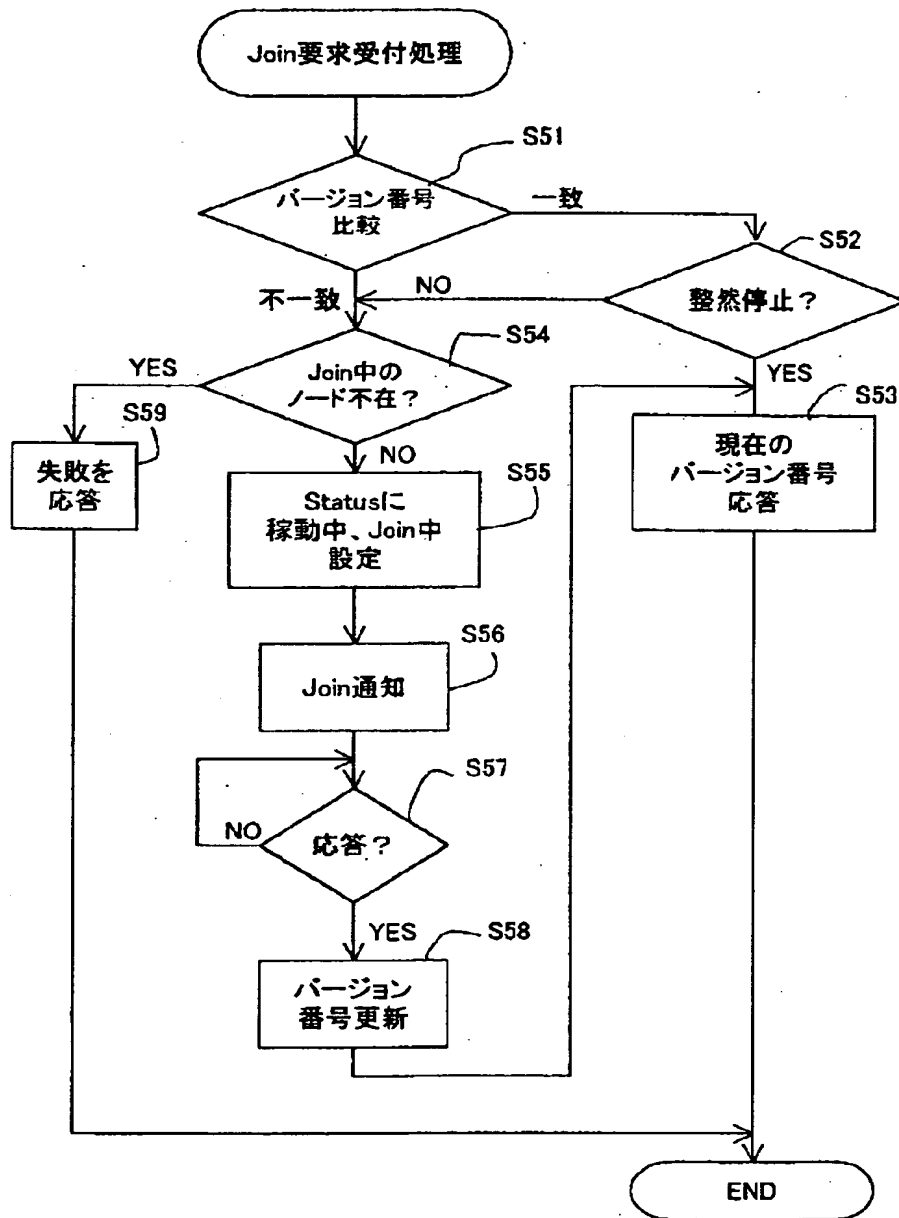 Join要求受付処理
S51
バージョン番号
比較
一致
S52
不一致
NO
整然停止？
S54
YES
Join中の
ノード不在？
YES
S53
S59
失敗を
応答
NO
現在の
バージョン番号
応答
S55
Statusに
稼動中、Join中
設定
S56
Join通知
S57
NO
応答？
YES
S58
バージョン
番号更新
END